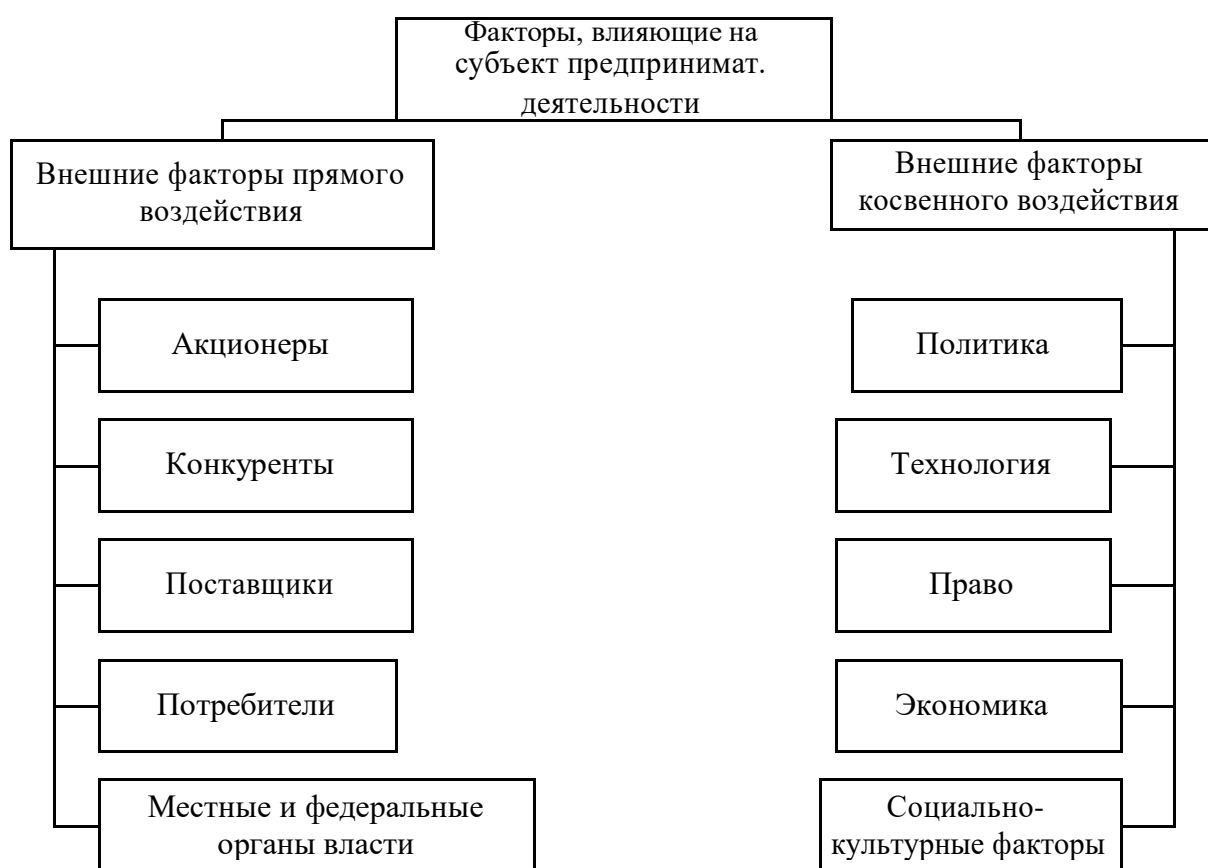 Факторы, влияющие на
субъект предпринимат.
деятельности
Внешние факторы прямого
воздействия
Акционеры
Конкуренты
Поставщики
Потребители
Местные и федеральные
органы власти
Внешние факторы
косвенного воздействия
Политика
Технология
Право
Экономика
Социально-
культурные факторы